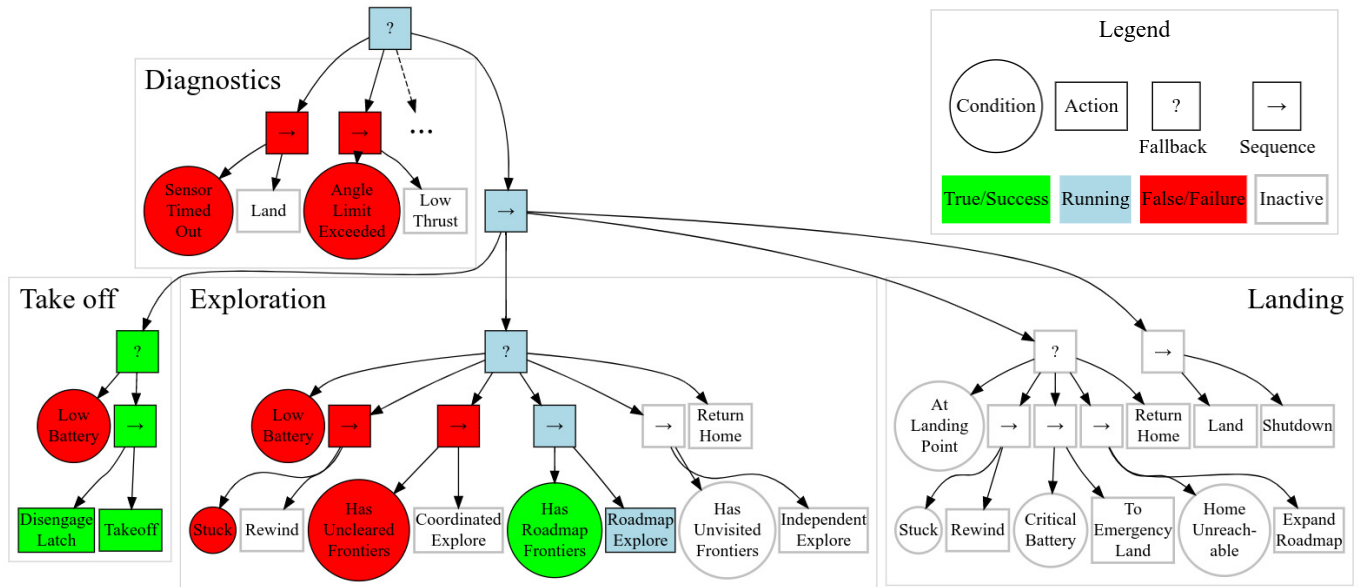 ?
Diagnostics
→
→
...
Sensor
Timed
Out
Land
Angle
Limit
Exceeded
Low
Thrust
→
Legend
Condition
Action
?
→
Fallback
Sequence
True/Success
Running
False/Failure
Inactive
Take off
?
Low
Battery
→
Disengage
Latch
Takeoff
Exploration
?
Low
Battery
→
→
→
→
Return
Home
Stuck
Rewind
Has
Uncleared
Frontiers
Coordinated
Explore
Has
Roadmap
Frontiers
Roadmap
Explore
Has
Unvisited
Frontiers
Independent
Explore
Landing
?
→
At
Landing
Point
→
→
→
Return
Home
Land
Shutdown
Stuck
Rewind
Critical
Battery
To
Emergency
Land
Home
Unreach-
able
Expand
Roadmap